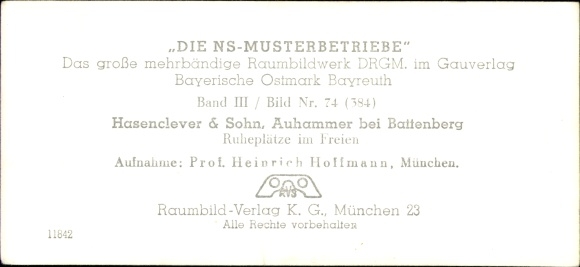 „DIE NS-MUSTERBETRIEBE”
Das große mehrbändige Raumbildwerk DRGM. im Gauverlag
Bayerische Ostmark Bayreuth
Band III / Bild Nr. 74 (384)
Hasenclever & Sohn, Auhammer bei Battenberg
Ruheplätze im Freien
Aufnahme: Prof. Heinrich Hoffmann, München.
Raumbild-Verlag K. G., München 23
Alle Rechte vorbehalten
11842